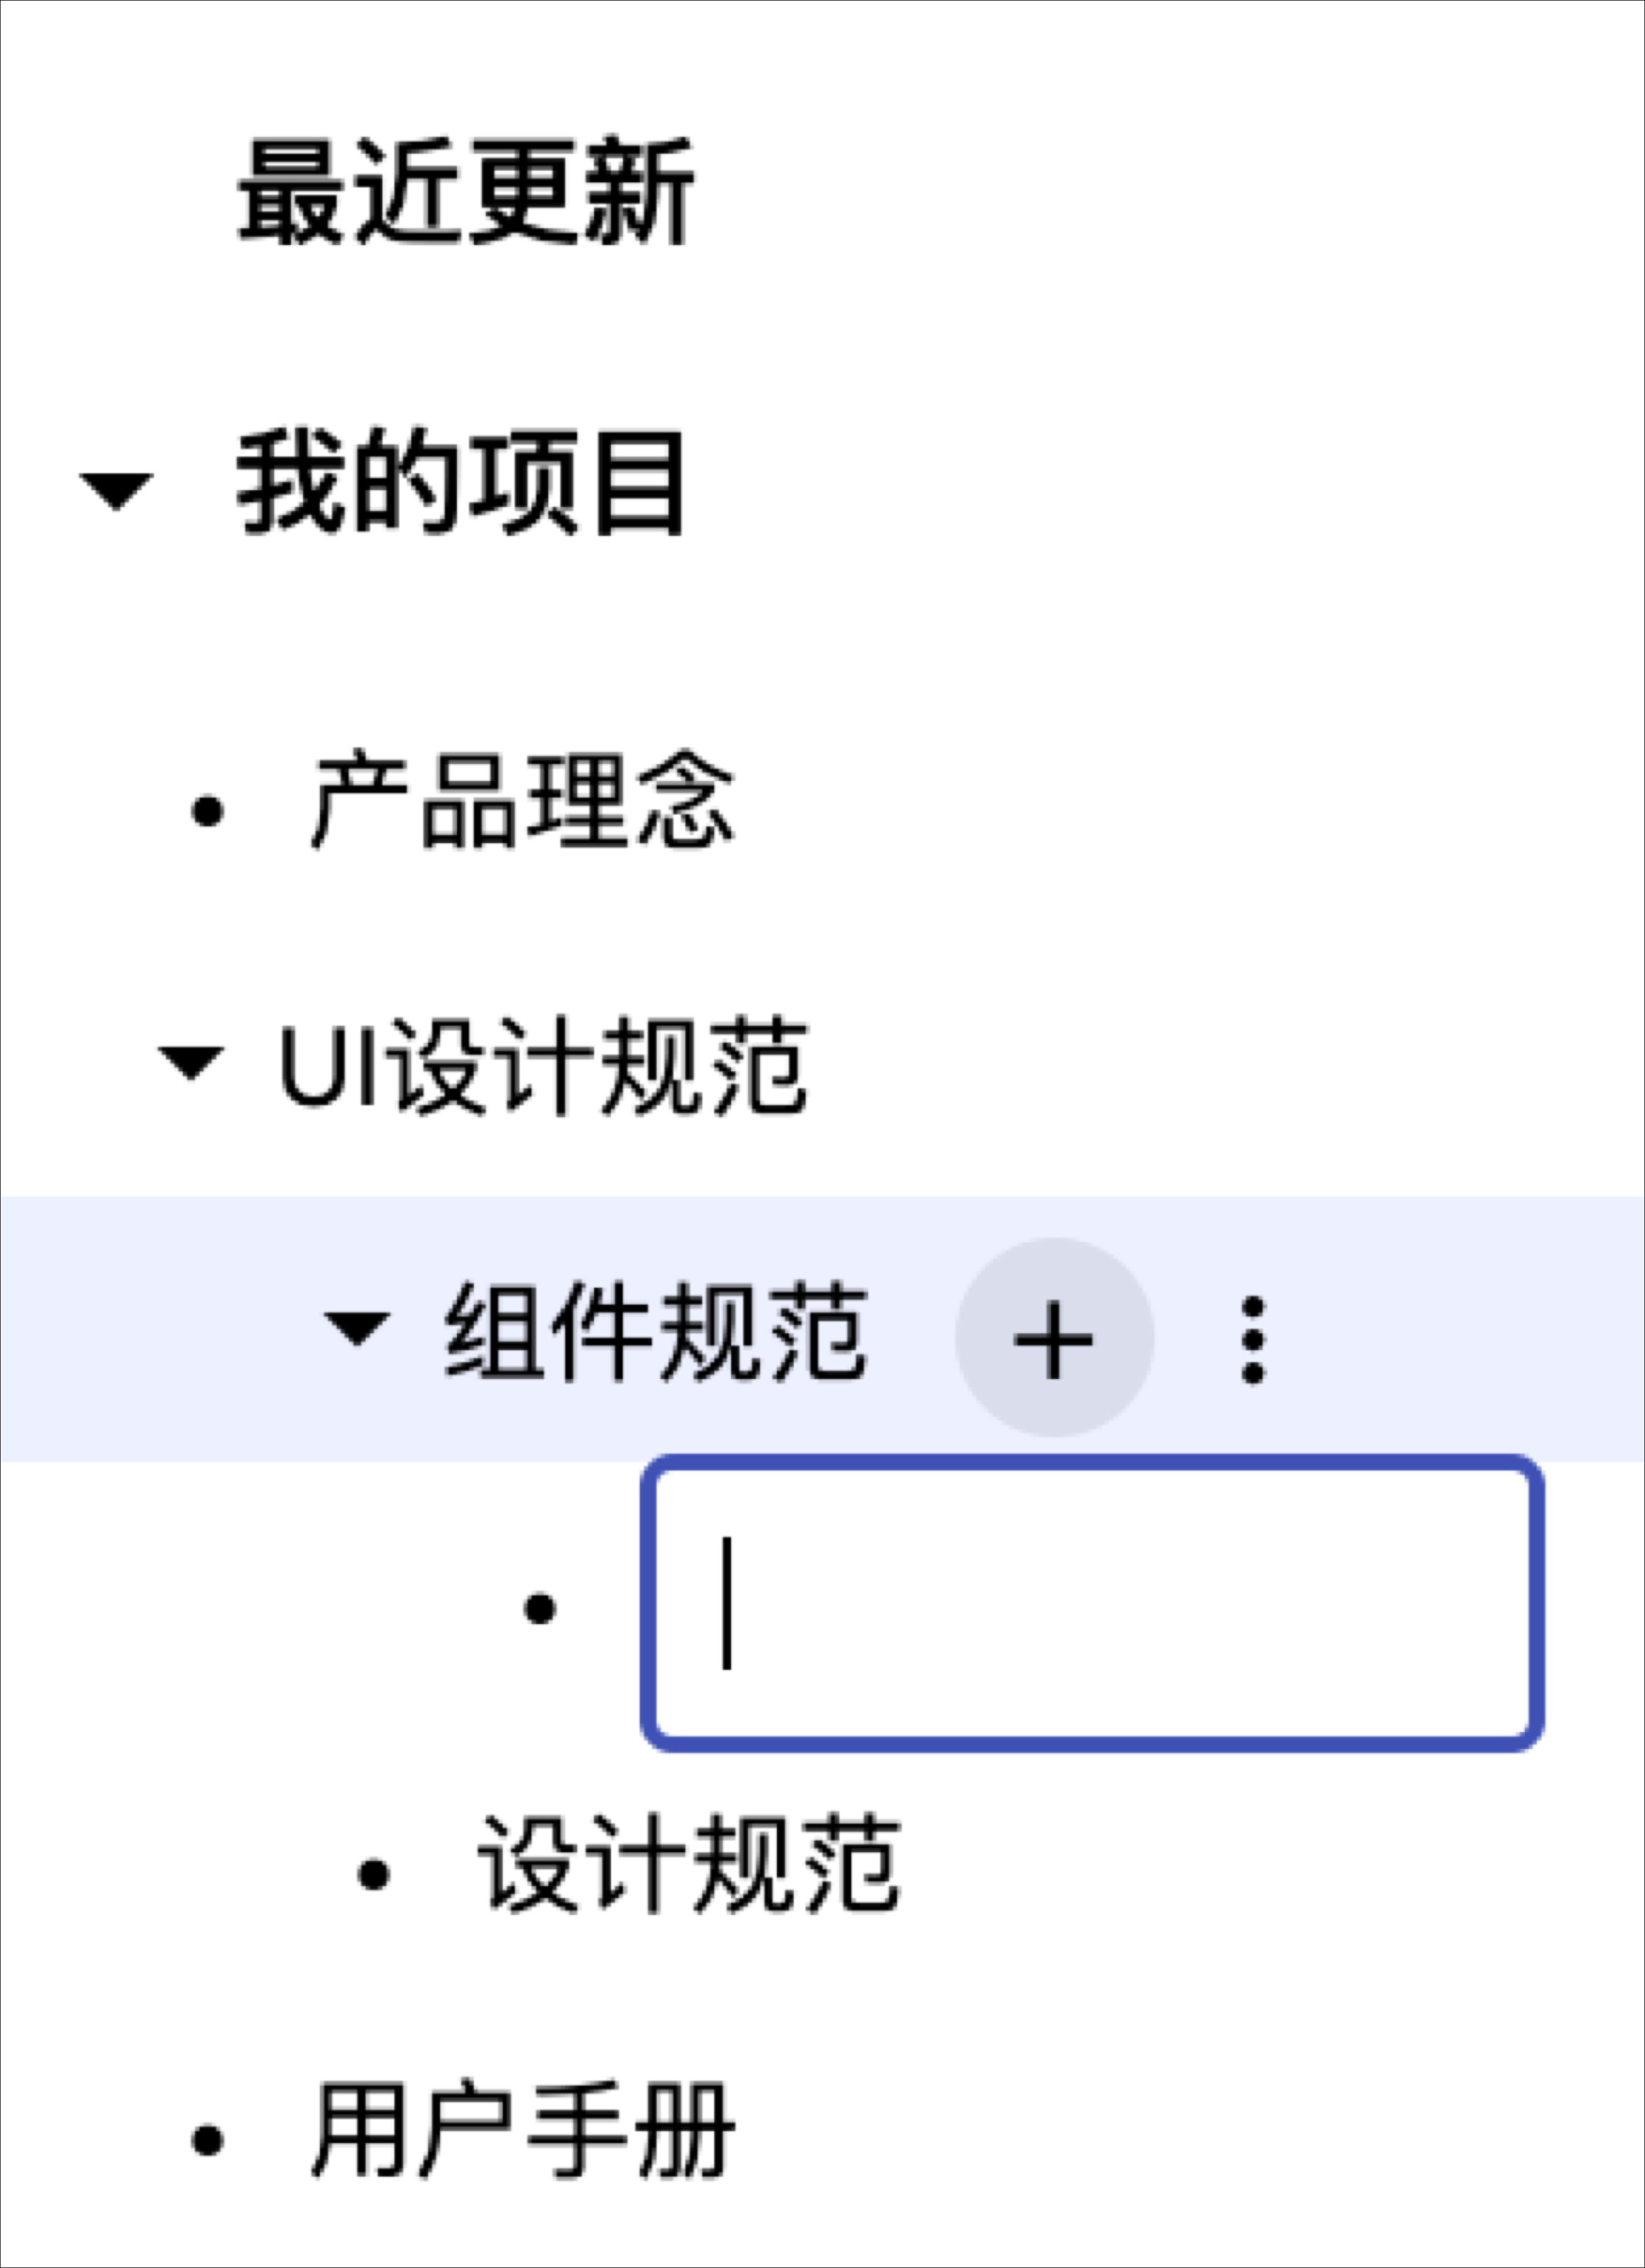 最近更新
我的项目
产品理念
UI设计规范
组件规范
设计规范
用户手册